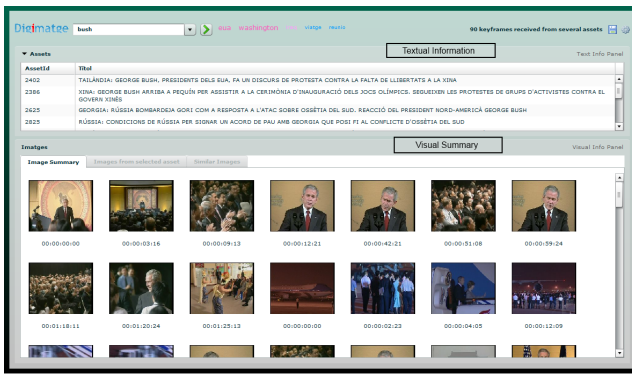 Digimatge bush eua washington viatge reunio 90 keyframes received from several assets
Textual Information
▼ Assets Text Info Panel
AssetId Títol
2402 TAILÀNDIA: GEORGE BUSH, PRESIDENTS DELS EUA, FA UN DISCURS DE PROTESTA CONTRA LA FALTA DE LLIBERTATS A LA XINA
2386 XINA: GEORGE BUSH ARRIBA A PEQUÍN PER ASSISTIR A LA CERIMÒNIA D'INAUGURACIÓ DELS JOCS OLÍMPICS. SEGUEIXEN LES PROTESTES DE GRUPS D'ACTIVISTES CONTRA EL
GOVERN XINÈS
2625 GEORGIA: RÚSSIA BOMBARDEJA GORI COM A RESPOSTA A L'ATAC SOBRE OSSÈTIA DEL SUD. REACCIÓ DEL PRESIDENT NORD-AMERICÀ GEORGE BUSH
2825 RÚSSIA: CONDICIONS DE RÚSSIA PER SIGNAR UN ACORD DE PAU AMB GEORGIA QUE POSI FI AL CONFLICTE D'OSSÈTIA DEL SUD
Visual Summary
Imatges Visual Info Panel
Image Summary Images from selected asset Similar Images
00:00:00:00 00:00:03:16 00:00:09:13 00:00:12:21 00:00:42:21 00:00:51:08 00:00:59:24
00:01:18:11 00:01:20:24 00:01:25:13 00:00:00:00 00:00:02:23 00:00:04:05 00:00:12:09